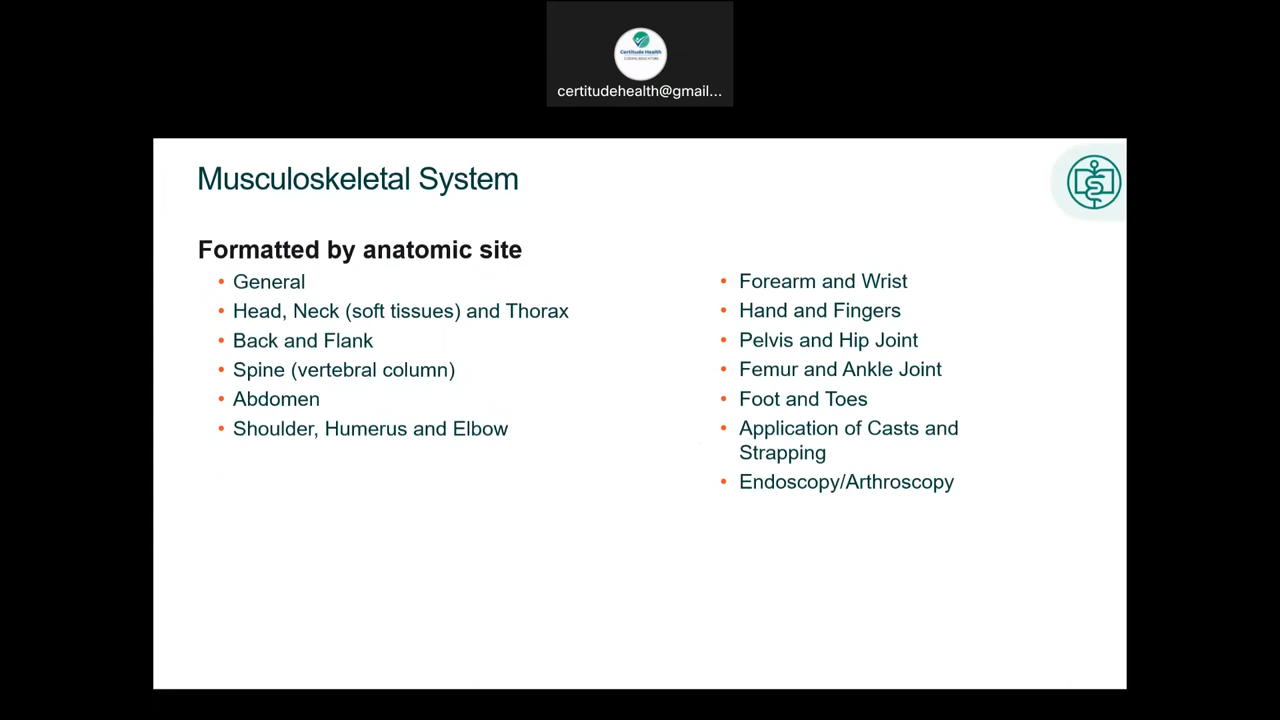 Certitude Health
certitudehealth@gmail...
Musculoskeletal System
Formatted by anatomic site
• General
• Head, Neck (soft tissues) and Thorax
• Back and Flank
• Spine (vertebral column)
• Abdomen
• Shoulder, Humerus and Elbow
• Forearm and Wrist
• Hand and Fingers
• Pelvis and Hip Joint
• Femur and Ankle Joint
• Foot and Toes
• Application of Casts and
Strapping
• Endoscopy/Arthroscopy